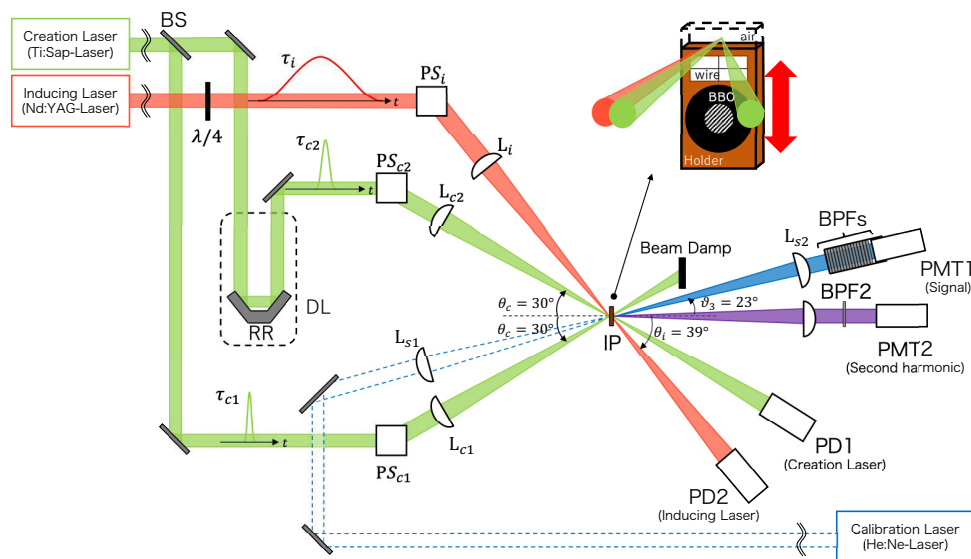 Creation Laser
(Ti:Sap-Laser)
BS
Inducing Laser
(Nd:YAG-Laser)
λ/4
τi
t
PSi
Li
air
wire
BBO
Holder
τc2
t
PSc2
Lc2
DL
RR
Beam Damp
Ls2
BPFs
PMT1
(Signal)
θc = 30°
θc = 30°
ϑ3 = 23°
θi = 39°
IP
BPF2
PMT2
(Second harmonic)
Ls1
τc1
t
PSc1
Lc1
PD1
(Creation Laser)
PD2
(Inducing Laser)
Calibration Laser
(He:Ne-Laser)